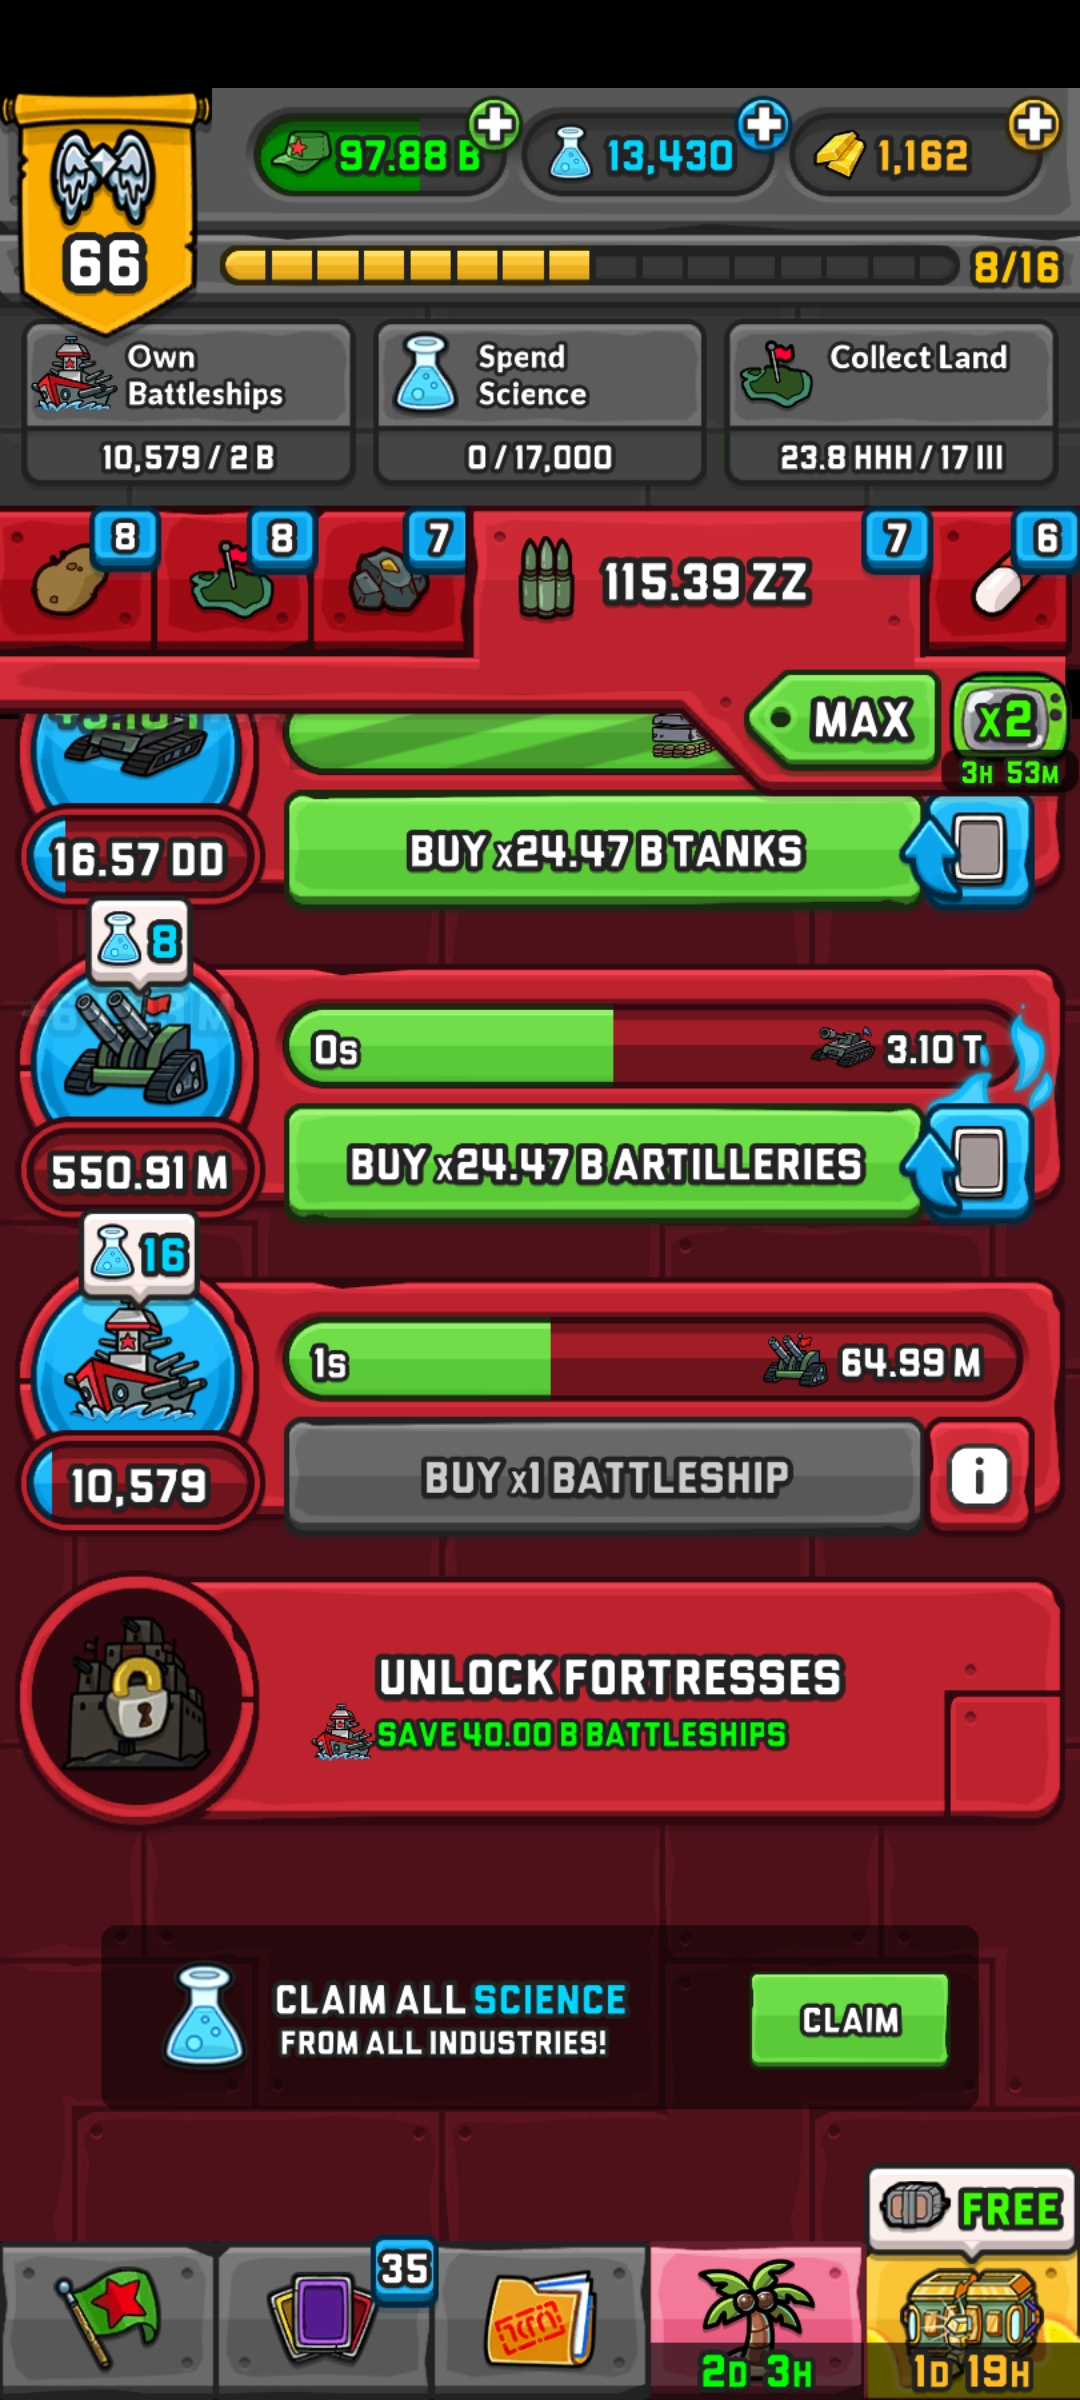 97.88 B
13,430
1,162
66
8/16
Own
Battleships
10,579 / 2 B
Spend
Science
0 / 17,000
Collect Land
23.8 HHH / 17 III
8
8
7
115.39 ZZ
7
6
MAX
x2
3H 53M
16.57 DD
BUY x24.47 B TANKS
8
0s
3.10 T
550.91 M
BUY x24.47 B ARTILLERIES
16
1s
64.99 M
10,579
BUY x1 BATTLESHIP
i
UNLOCK FORTRESSES
SAVE 40.00 B BATTLESHIPS
CLAIM ALL SCIENCE
FROM ALL INDUSTRIES!
CLAIM
FREE
35
2D 3H
1D 19H